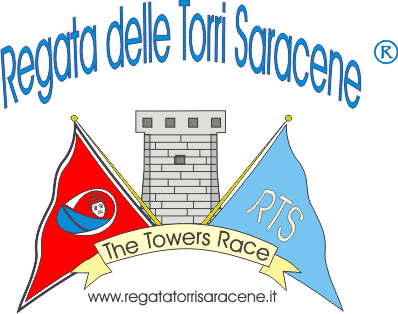 Regata delle Torri Saracene ®
RTS
The Towers Race
www.regatatorrisaracene.it